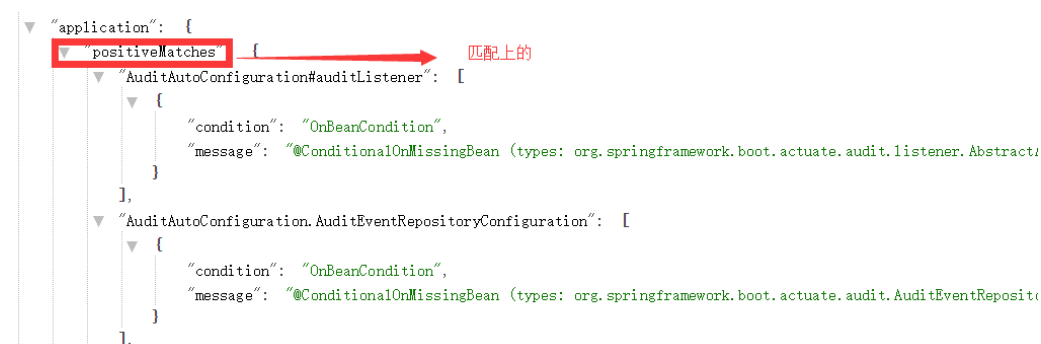 "application": {
"positiveMatches" { 匹配上的
"AuditAutoConfiguration#auditListener": [
{
"condition": "OnBeanCondition",
"message": "@ConditionalOnMissingBean (types: org.springframework.boot.actuate.audit.listener.Abstract
}
],
"AuditAutoConfiguration.AuditEventRepositoryConfiguration": [
{
"condition": "OnBeanCondition",
"message": "@ConditionalOnMissingBean (types: org.springframework.boot.actuate.audit.AuditEventReposit
}
],